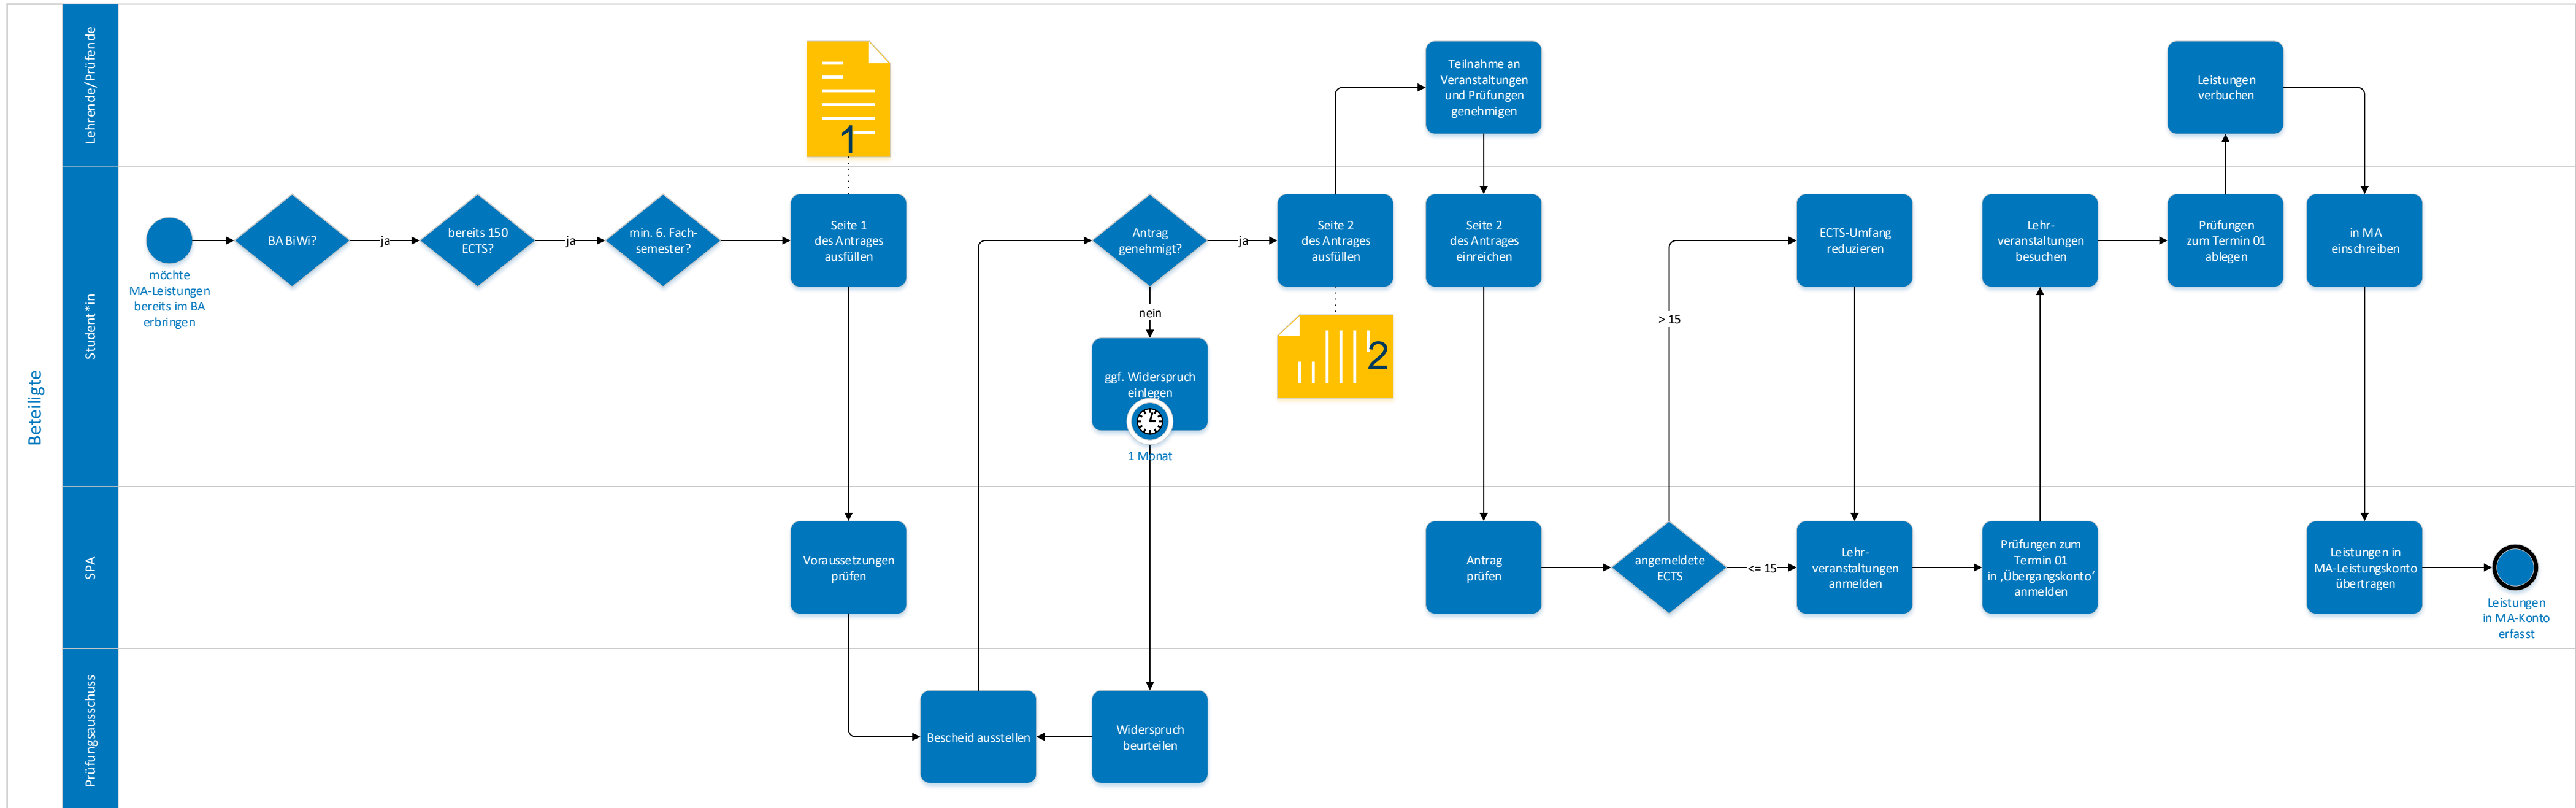 Beteiligte
Lehrende/Prüfende
1
Teilnahme an
Veranstaltungen
und Prüfungen
genehmigen
Leistungen
verbuchen
Student*in
möchte
MA-Leistungen
bereits im BA
erbringen
BA BiWi?
ja
bereits 150
ECTS?
ja
min. 6. Fach-
semester?
Seite 1
des Antrages
ausfüllen
Antrag
genehmigt?
ja
nein
ggf. Widerspruch
einlegen
1 Monat
Seite 2
des Antrages
ausfüllen
2
Seite 2
des Antrages
einreichen
> 15
ECTS-Umfang
reduzieren
Lehr-
veranstaltungen
besuchen
Prüfungen
zum Termin 01
ablegen
in MA
einschreiben
SPA
Voraussetzungen
prüfen
Antrag
prüfen
angemeldete
ECTS
<= 15
Lehr-
veranstaltungen
anmelden
Prüfungen zum
Termin 01
in ‚Übergangskonto‘
anmelden
Leistungen in
MA-Leistungskonto
übertragen
Leistungen
in MA-Konto
erfasst
Prüfungsausschuss
Bescheid ausstellen
Widerspruch
beurteilen